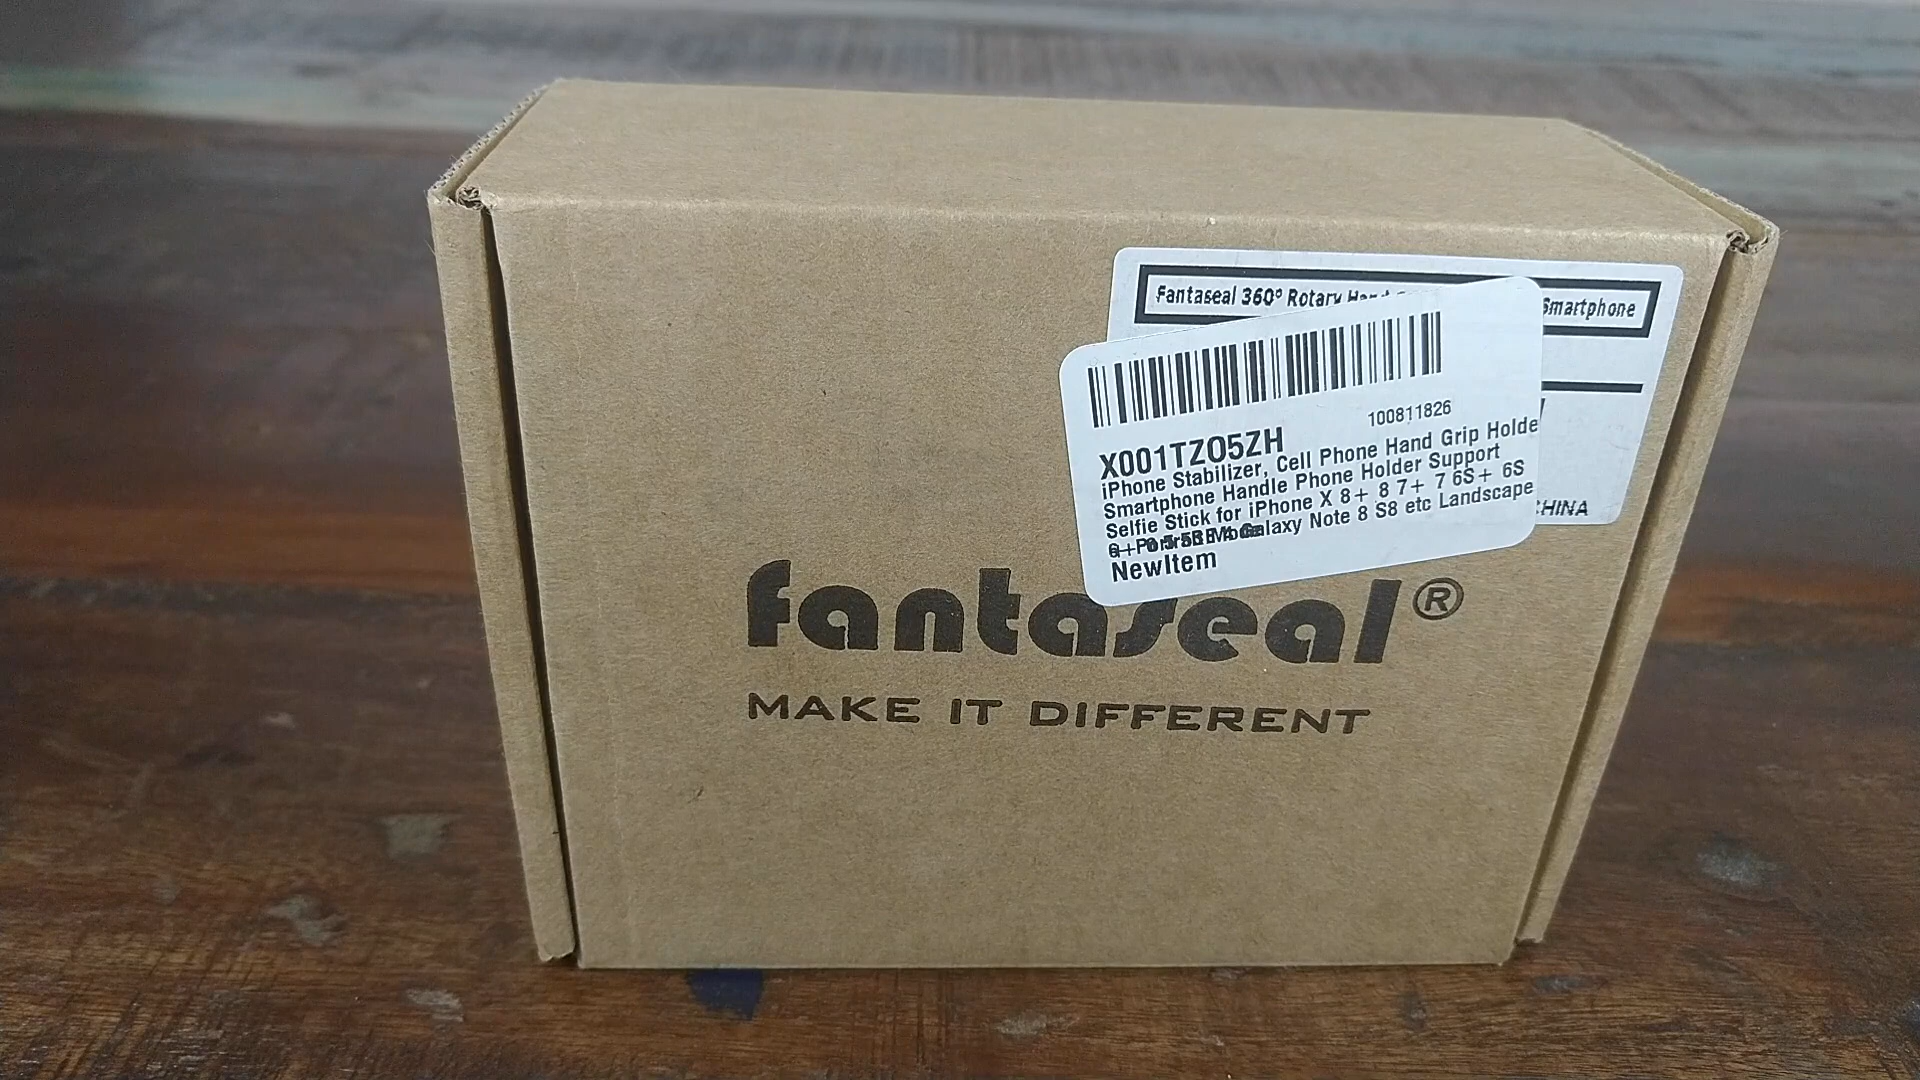 Fantaseal 360° Rotary
Smartphone
100811826
X001TZO5ZH
iPhone Stabilizer, Cell Phone Hand Grip Holde
Smartphone Handle Phone Holder Support
Selfie Stick for iPhone X 8+ 8 7+ 7 6S+ 6S
Galaxy Note 8 S8 etc Landscape
NewItem
CHINA
fantaseal®
MAKE IT DIFFERENT